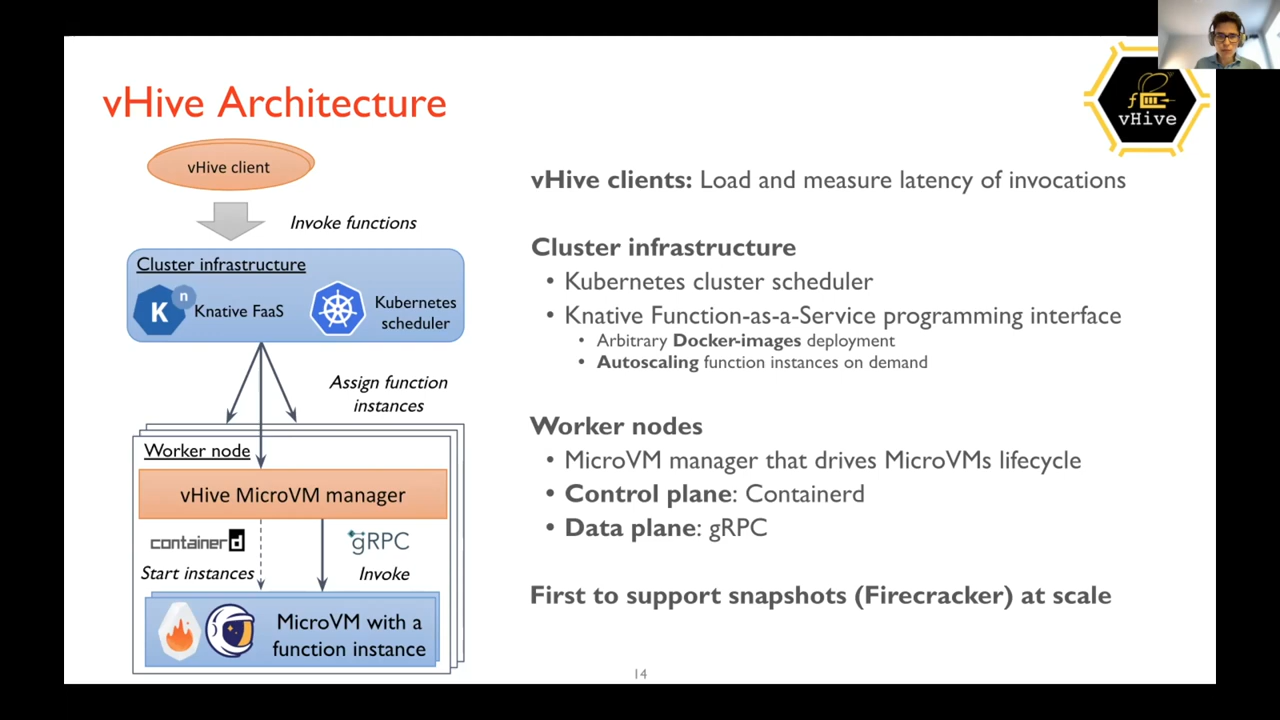 vHive Architecture
f
vHive
vHive client
Invoke functions
Cluster infrastructure
K
n
Knative FaaS
Kubernetes
scheduler
Assign function
instances
Worker node
vHive MicroVM manager
containerd
gRPC
Start instances
Invoke
MicroVM with a
function instance
vHive clients: Load and measure latency of invocations
Cluster infrastructure
• Kubernetes cluster scheduler
• Knative Function-as-a-Service programming interface
• Arbitrary Docker-images deployment
• Autoscaling function instances on demand
Worker nodes
• MicroVM manager that drives MicroVMs lifecycle
• Control plane: Containerd
• Data plane: gRPC
First to support snapshots (Firecracker) at scale
14